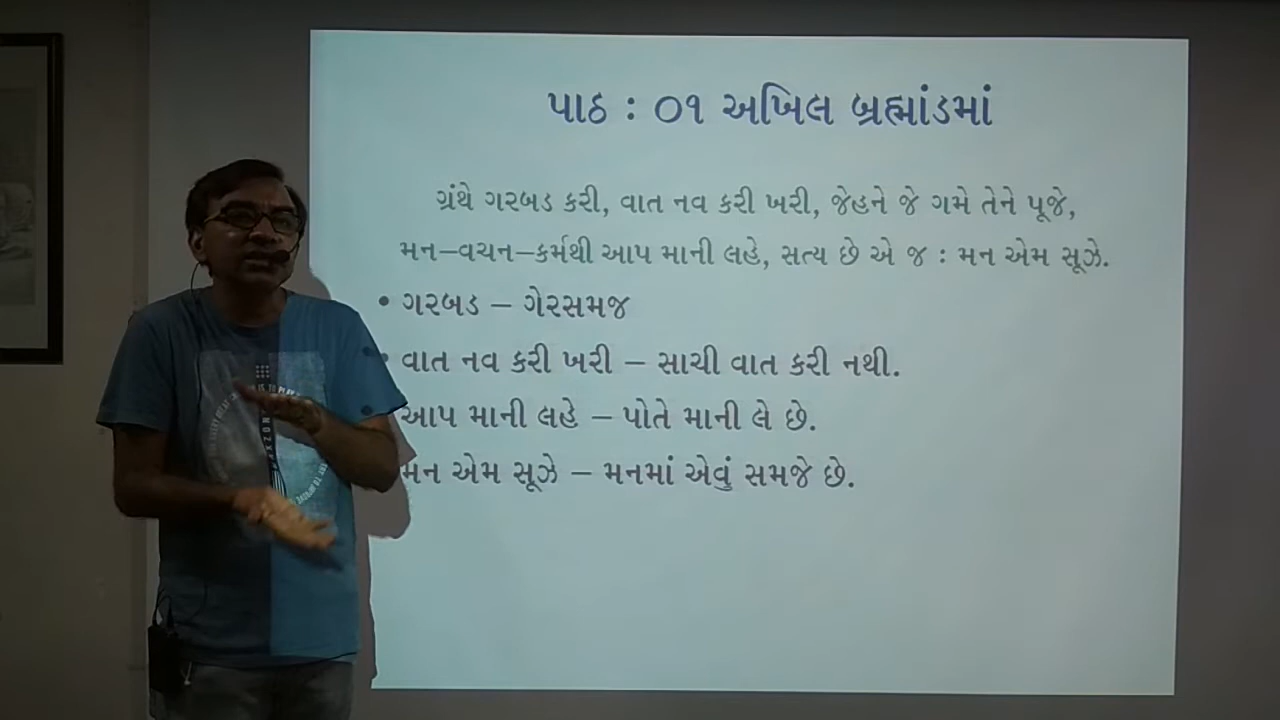 પાઠ : ૦૧ અખિલ બ્રહ્માંડમાં
ગ્રંથે ગરબડ કરી, વાત નવ કરી ખરી, જેહને જે ગમે તેને પૂજે,
મન–વચન–કર્મથી આપ માની લહે, સત્ય છે એ જ : મન એમ સૂઝે.
• ગરબડ – ગેરસમજ
• વાત નવ કરી ખરી – સાચી વાત કરી નથી.
• આપ માની લહે – પોતે માની લે છે.
મન એમ સૂઝે – મનમાં એવું સમજે છે.